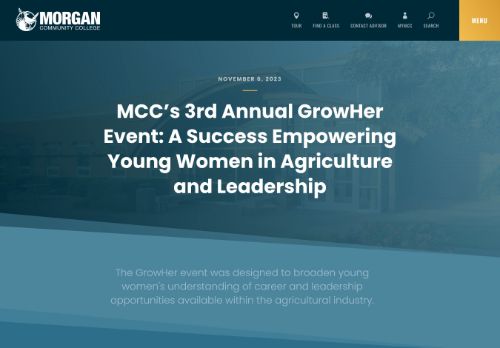 MORGAN
COMMUNITY COLLEGE
TOUR
FIND A CLASS
CONTACT ADVISOR
MYMCC
SEARCH
MENU
NOVEMBER 8, 2023
MCC's 3rd Annual GrowHer
Event: A Success Empowering
Young Women in Agriculture
and Leadership
The GrowHer event was designed to broaden young
women's understanding of career and leadership
opportunities available within the agricultural industry.